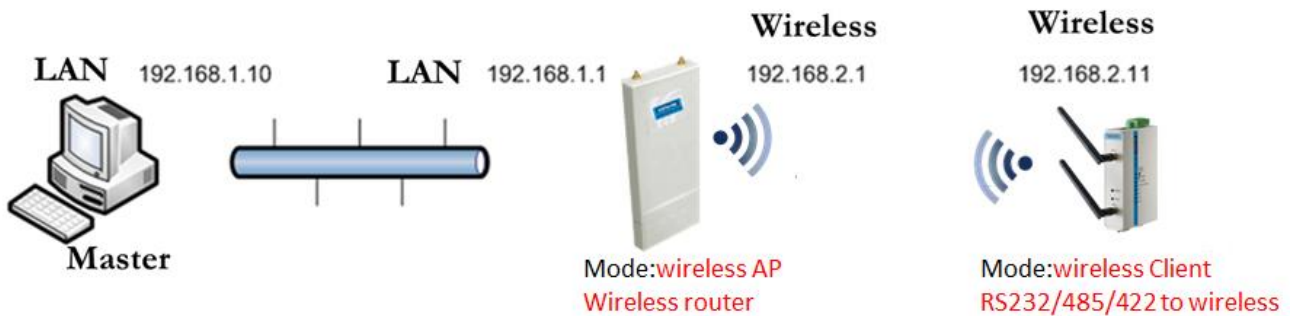 Wireless
Wireless
LAN 192.168.1.10
LAN 192.168.1.1
192.168.2.1
192.168.2.11
Master
Mode:wireless AP
Wireless router
Mode:wireless Client
RS232/485/422 to wireless